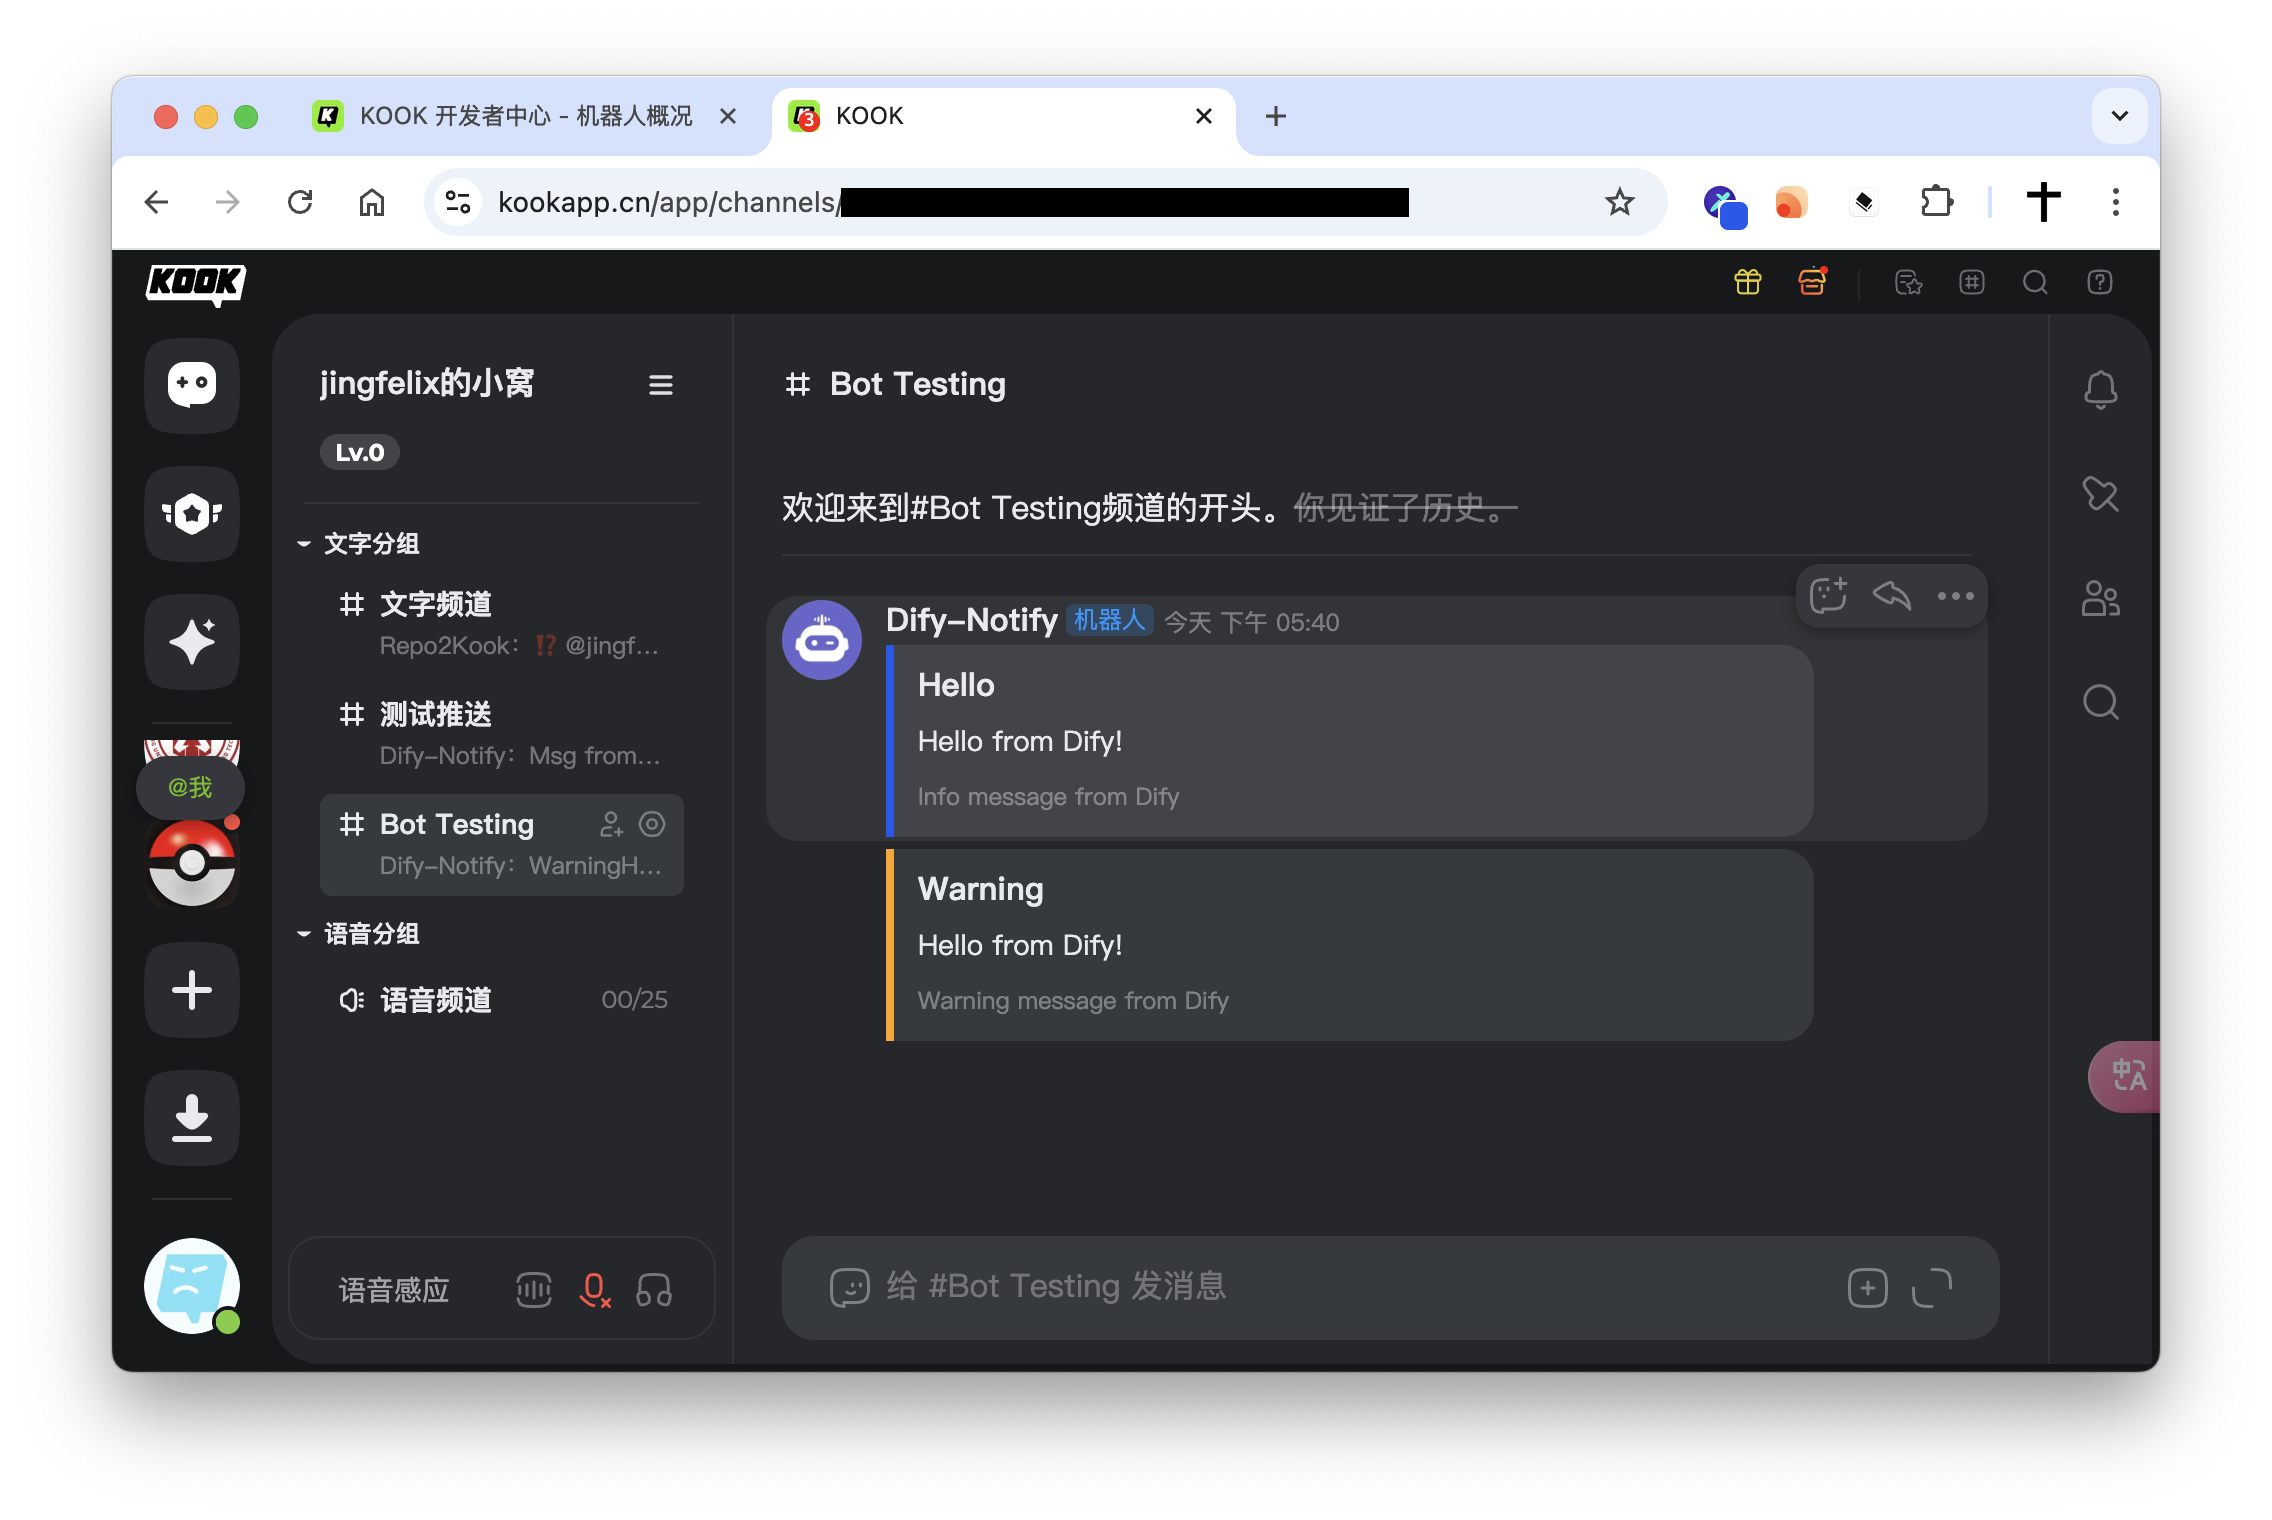 KOOK 开发者中心 - 机器人概况
3
KOOK
kookapp.cn/app/channels/
KOOK
jingfelix的小窝
Lv.0
文字分组
文字频道
Repo2Kook：⁉ @jingf...
测试推送
Dify-Notify：Msg from...
Bot Testing
Dify-Notify：WarningH...
语音分组
语音频道 00/25
@我
语音感应
# Bot Testing
欢迎来到#Bot Testing频道的开头。你见证了历史。
Dify-Notify 机器人 今天 下午 05:40
Hello
Hello from Dify!
Info message from Dify
Warning
Hello from Dify!
Warning message from Dify
给 #Bot Testing 发消息
中A